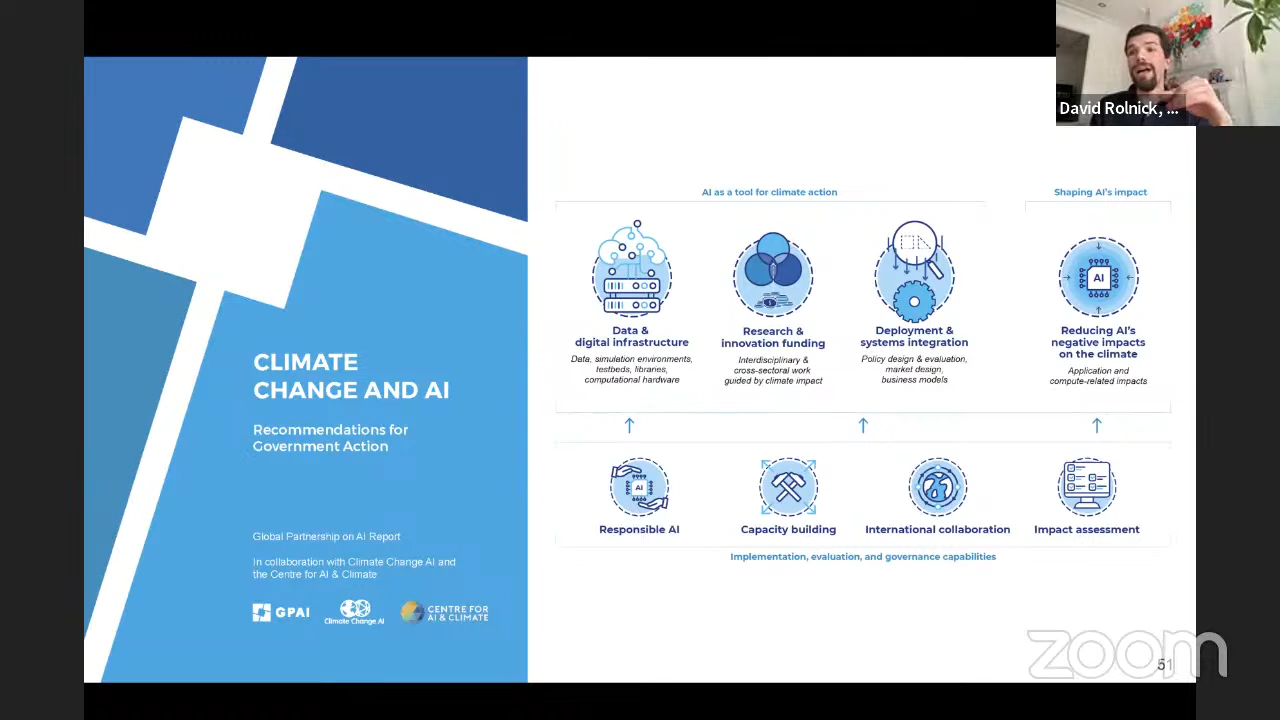 David Rolnick, ...
CLIMATE
CHANGE AND AI
Recommendations for
Government Action
Global Partnership on AI Report
In collaboration with Climate Change AI and
the Centre for AI & Climate
GPAI
Climate Change AI
CENTRE FOR
AI & CLIMATE
AI as a tool for climate action
Data &
digital infrastructure
Data, simulation environments,
testbeds, libraries,
computational hardware
Research &
innovation funding
Interdisciplinary &
cross-sectoral work
guided by climate impact
Deployment &
systems integration
Policy design & evaluation,
market design,
business models
Shaping AI's impact
AI
Reducing AI's
negative impacts
on the climate
Application and
compute-related impacts
AI
Responsible AI
Capacity building
International collaboration
Impact assessment
Implementation, evaluation, and governance capabilities
zoom
51